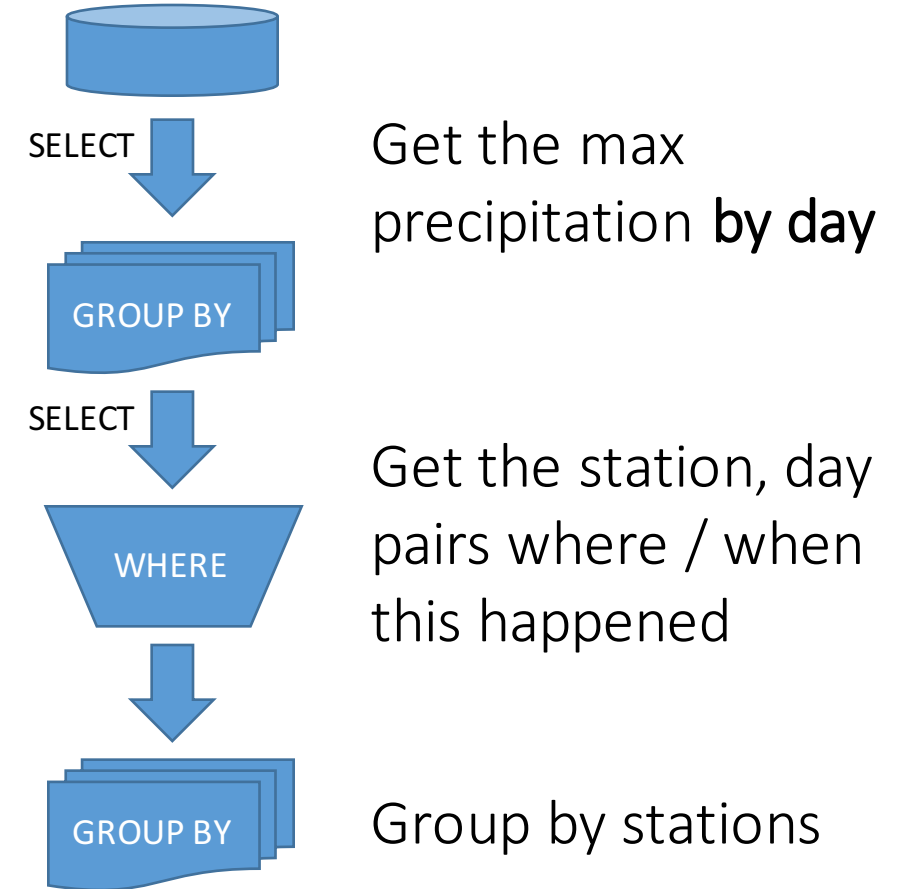 SELECT
Get the max
precipitation by day
GROUP BY
SELECT
Get the station, day
pairs where / when
this happened
WHERE
GROUP BY
Group by stations